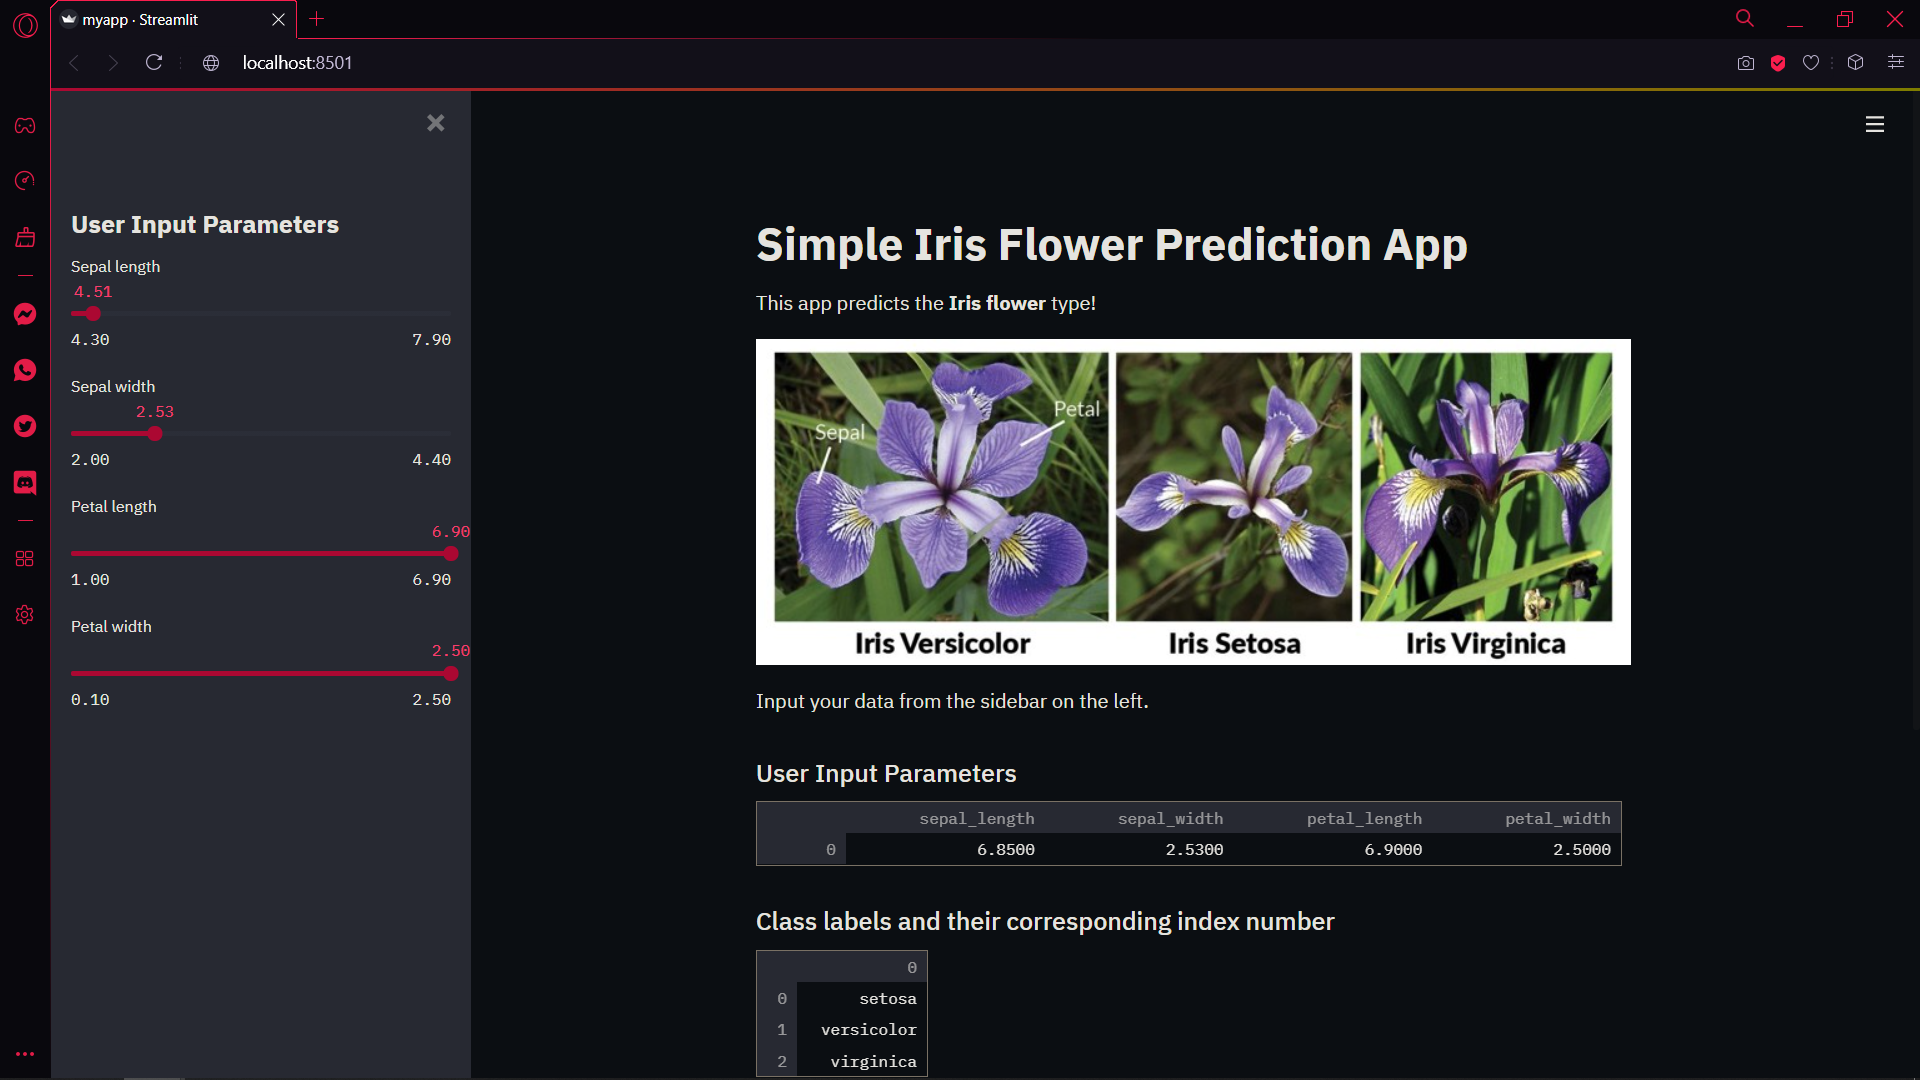 myapp · Streamlit
localhost:8501
User Input Parameters
Sepal length
4.51
4.30 7.90
Sepal width
2.53
2.00 4.40
Petal length
6.90
1.00 6.90
Petal width
2.50
0.10 2.50
Simple Iris Flower Prediction App
This app predicts the Iris flower type!
Sepal
Petal
Iris Versicolor Iris Setosa Iris Virginica
Input your data from the sidebar on the left.
User Input Parameters
sepal_length sepal_width petal_length petal_width
0 6.8500 2.5300 6.9000 2.5000
Class labels and their corresponding index number
0
0 setosa
1 versicolor
2 virginica